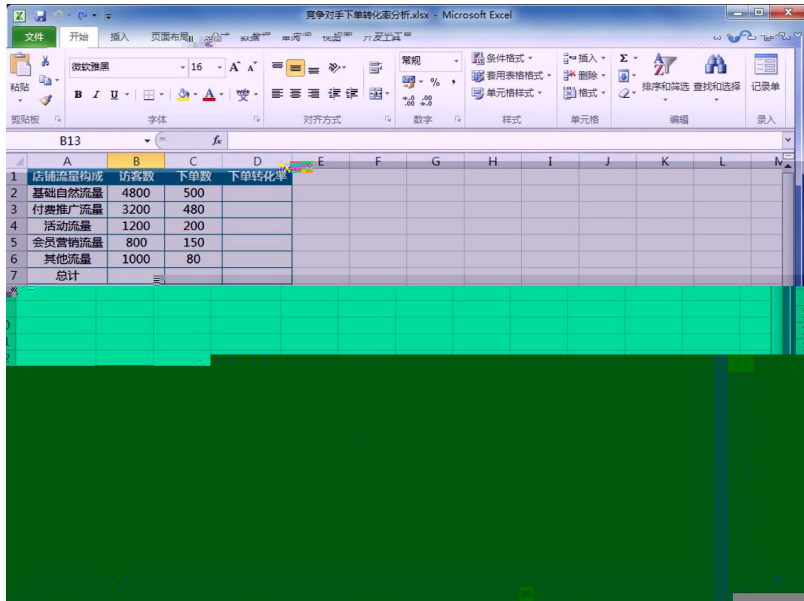 竞争对手下单转化率分析.xlsx - Microsoft Excel
文件 开始 插入 页面布局
微软雅黑 16 A A 常规 条件格式 插入 Σ
粘贴 B I U A 变 % , 套用表格格式 删除 排序和筛选 查找和选择 记录单
单元格样式 格式
剪贴板 字体 对齐方式 数字 样式 单元格 编辑 录入
B13 fx
A B C D E F G H I J K L
1 店铺流量构成 访客数 下单数 下单转化率
2 基础自然流量 4800 500
3 付费推广流量 3200 480
4 活动流量 1200 200
5 会员营销流量 800 150
6 其他流量 1000 80
7 总计